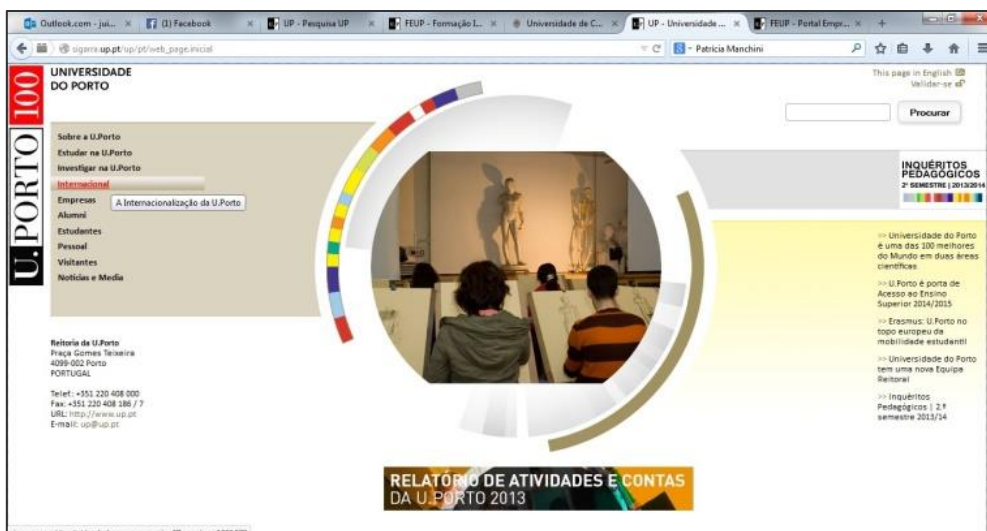 Outlook.com - jui...
(1) Facebook
UP - Pesquisa UP
FEUP - Formação I...
Universidade de C...
UP - Universidade ...
FEUP - Portal Empr...
sigarra.up.pt/up/pt/web_page.inicial
Patricia Manchini
UNIVERSIDADE
DO PORTO
U.PORTO 100
This page in English
Validar-se
Procurar
Sobre a U.Porto
Estudar na U.Porto
Investigar na U.Porto
Internacional
Empresas
A Internacionalização da U.Porto
Alumni
Estudantes
Pessoal
Visitantes
Notícias e Media
Reitoria da U.Porto
Praça Gomes Teixeira
4099-002 Porto
PORTUGAL
Telef.: +351 220 408 000
Fax: +351 220 408 186 / 7
URL: http://www.up.pt
E-mail: up@up.pt
INQUÉRITOS
PEDAGÓGICOS
2º SEMESTRE | 2013/2014
>> Universidade do Porto
é uma das 100 melhores
do Mundo em duas áreas
científicas
>> U.Porto é porta de
Acesso ao Ensino
Superior 2014/2015
>> Erasmus: U.Porto no
topo europeu da
mobilidade estudantil
>> Universidade do Porto
tem uma nova Equipa
Reitoral
>> Inquéritos
Pedagógicos | 2.º
semestre 2013/14
RELATÓRIO DE ATIVIDADES E CONTAS
DA U.PORTO 2013